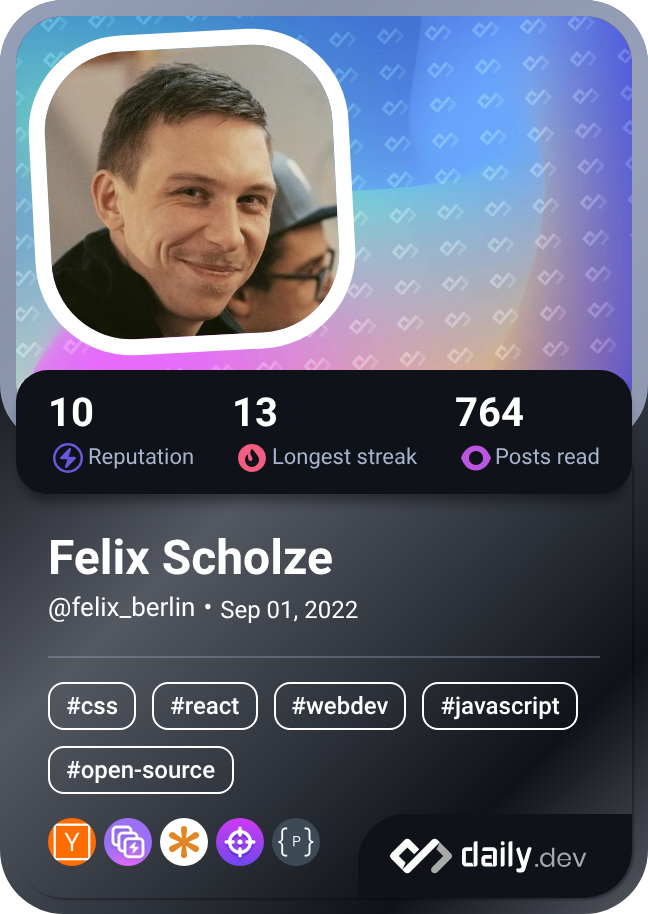 10 13 764
Reputation Longest streak Posts read
Felix Scholze
@felix_berlin • Sep 01, 2022
#css #react #webdev #javascript
#open-source
Y {P} daily.dev